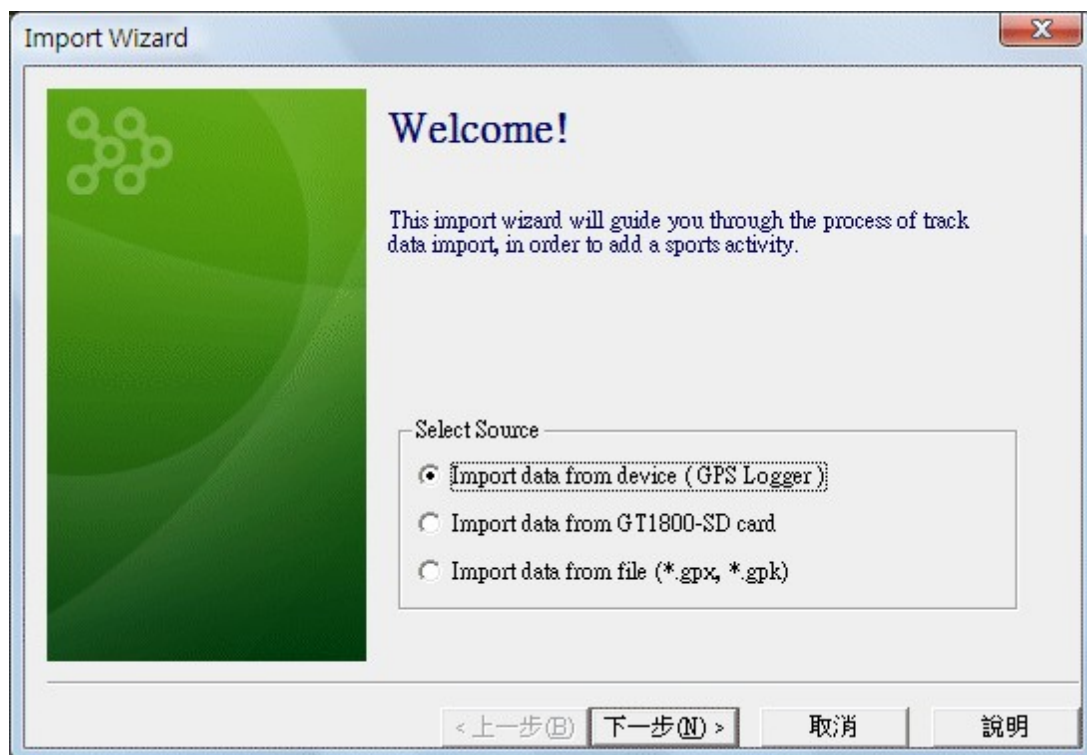 Import Wizard
Welcome!
This import wizard will guide you through the process of track
data import, in order to add a sports activity.
Select Source
Import data from device ( GPS Logger )
Import data from GT1800-SD card
Import data from file (*.gpx, *.gpk)
<上一步(B) 下一步(N) > 取消 說明